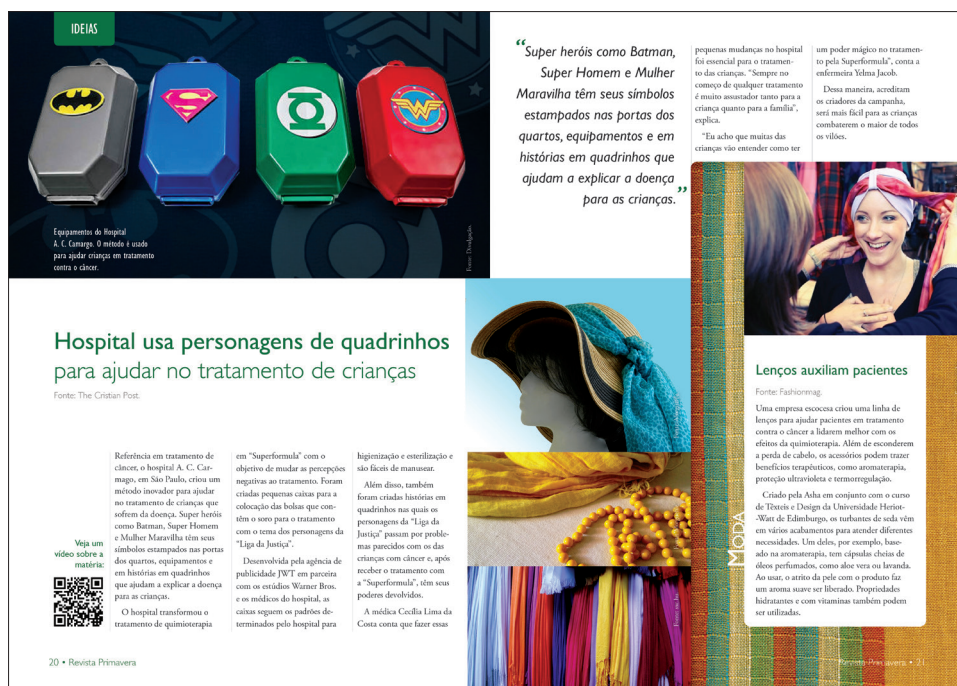 IDEIAS
Equipamentos do Hospital
A. C. Camargo. O método é usado
para ajudar crianças em tratamento
contra o câncer.
Fonte: Divulgação.
“Super heróis como Batman,
Super Homem e Mulher
Maravilha têm seus símbolos
estampados nas portas dos
quartos, equipamentos e em
histórias em quadrinhos que
ajudam a explicar a doença
para as crianças.”
Hospital usa personagens de quadrinhos
para ajudar no tratamento de crianças
Fonte: The Cristian Post.
Veja um
vídeo sobre a
matéria:
Referência em tratamento de
câncer, o hospital A. C. Car-
mago, em São Paulo, criou um
método inovador para ajudar
no tratamento de crianças que
sofrem da doença. Super heróis
como Batman, Super Homem
e Mulher Maravilha têm seus
símbolos estampados nas portas
dos quartos, equipamentos e
em histórias em quadrinhos
que ajudam a explicar a doença
para as crianças.
O hospital transformou o
tratamento de quimioterapia
em “Superformula” com o
objetivo de mudar as percepções
negativas ao tratamento. Foram
criadas pequenas caixas para a
colocação das bolsas que con-
têm o soro para o tratamento
com o tema dos personagens da
“Liga da Justiça”.
Desenvolvida pela agência de
publicidade JWT em parceria
com os estúdios Warner Bros.
e os médicos do hospital, as
caixas seguem os padrões de-
terminados pelo hospital para
higienização e esterilização e
são fáceis de manusear.
Além disso, também
foram criadas histórias em
quadrinhos nas quais os
personagens da “Liga da
Justiça” passam por proble-
mas parecidos com os das
crianças com câncer e, após
receber o tratamento com
a “Superformula”, têm seus
poderes devolvidos.
A médica Cecília Lima da
Costa conta que fazer essas
pequenas mudanças no hospital
foi essencial para o tratamen-
to das crianças. “Sempre no
começo de qualquer tratamento
é muito assustador tanto para a
criança quanto para a família”,
explica.
“Eu acho que muitas das
crianças vão entender como ter
um poder mágico no tratamen-
to pela Superformula”, conta a
enfermeira Yelma Jacob.
Dessa maneira, acreditam
os criadores da campanha,
será mais fácil para as crianças
combaterem o maior de todos
os vilões.
MODA
Lenços auxiliam pacientes
Fonte: Fashionmag.
Uma empresa escocesa criou uma linha de
lenços para ajudar pacientes em tratamento
contra o câncer a lidarem melhor com os
efeitos da quimioterapia. Além de esconderem
a perda de cabelo, os acessórios podem trazer
benefícios terapêuticos, como aromaterapia,
proteção ultravioleta e termorregulação.
Criado pela Asha em conjunto com o curso
de Têxteis e Design da Universidade Heriot-
-Watt de Edimburgo, os turbantes de seda vêm
em vários acabamentos para atender diferentes
necessidades. Um deles, por exemplo, base-
ado na aromaterapia, tem cápsulas cheias de
óleos perfumados, como aloe vera ou lavanda.
Ao usar, o atrito da pele com o produto faz
um aroma suave ser liberado. Propriedades
hidratantes e com vitaminas também podem
ser utilizadas.
20 • Revista Primavera
Revista Primavera • 21